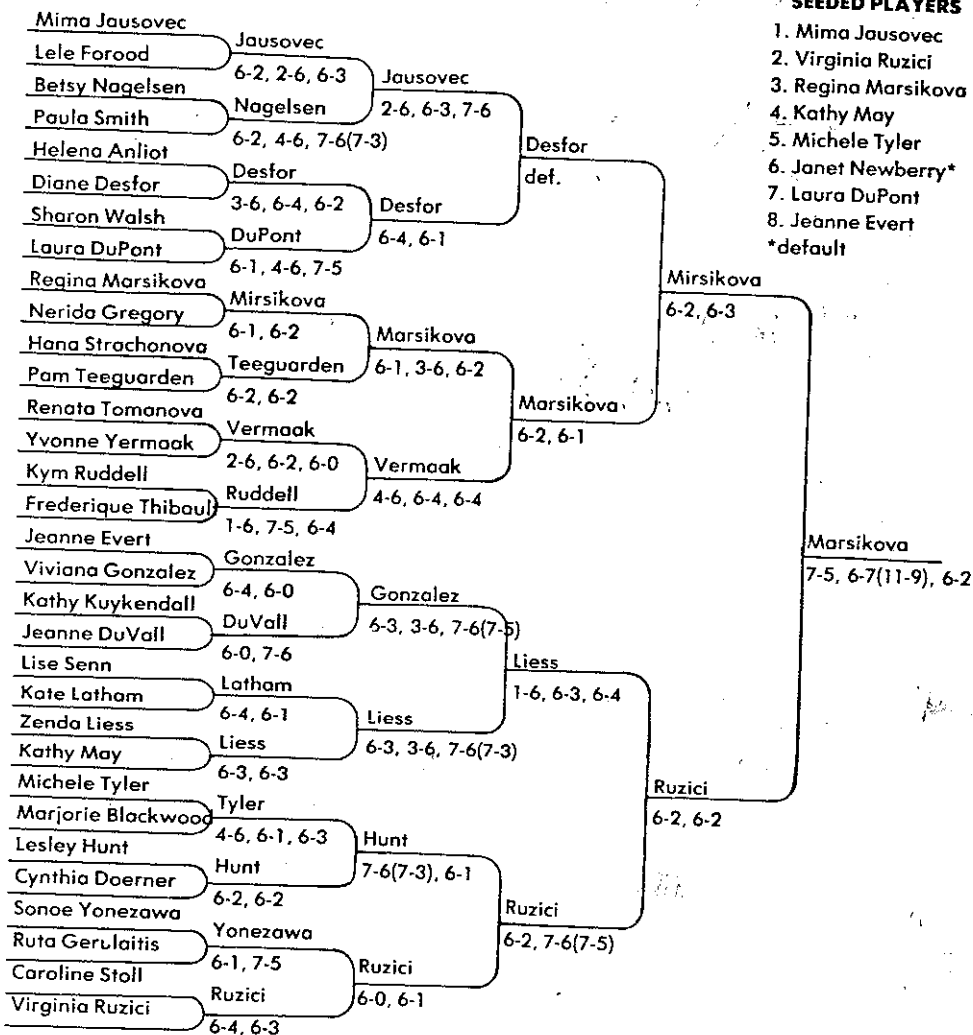 SEEDED PLAYERS
1. Mima Jausovec
2. Virginia Ruzici
3. Regina Marsikova
4. Kathy May
5. Michele Tyler
6. Janet Newberry*
7. Laura DuPont
8. Jeanne Evert
*default
Mima Jausovec
Lele Forood
Betsy Nagelsen
Paula Smith
Helena Anliot
Diane Desfor
Sharon Walsh
Laura DuPont
Regina Marsikova
Nerida Gregory
Hana Strachonova
Pam Teeguarden
Renata Tomanova
Yvonne Yermaak
Kym Ruddell
Frederique Thibaul
Jeanne Evert
Viviana Gonzalez
Kathy Kuykendall
Jeanne DuVall
Lise Senn
Kate Latham
Zenda Liess
Kathy May
Michele Tyler
Marjorie Blackwood
Lesley Hunt
Cynthia Doerner
Sonoe Yonezawa
Ruta Gerulaitis
Caroline Stoll
Virginia Ruzici
Jausovec
6-2, 2-6, 6-3
Nagelsen
6-2, 4-6, 7-6(7-3)
Desfor
3-6, 6-4, 6-2
DuPont
6-1, 4-6, 7-5
Mirsikova
6-1, 6-2
Teeguarden
6-2, 6-2
Vermaak
2-6, 6-2, 6-0
Ruddell
1-6, 7-5, 6-4
Gonzalez
6-4, 6-0
DuVall
6-0, 7-6
Latham
6-4, 6-1
Liess
6-3, 6-3
Tyler
4-6, 6-1, 6-3
Hunt
6-2, 6-2
Yonezawa
6-1, 7-5
Ruzici
6-4, 6-3
Jausovec
2-6, 6-3, 7-6
Desfor
6-4, 6-1
Marsikova
6-1, 3-6, 6-2
Vermaak
4-6, 6-4, 6-4
Gonzalez
6-3, 3-6, 7-6(7-5)
Liess
6-3, 3-6, 7-6(7-3)
Hunt
7-6(7-3), 6-1
Ruzici
6-0, 6-1
Desfor
def.
Marsikova
6-2, 6-1
Liess
1-6, 6-3, 6-4
Ruzici
6-2, 7-6(7-5)
Mirsikova
6-2, 6-3
Ruzici
6-2, 6-2
Marsikova
7-5, 6-7(11-9), 6-2